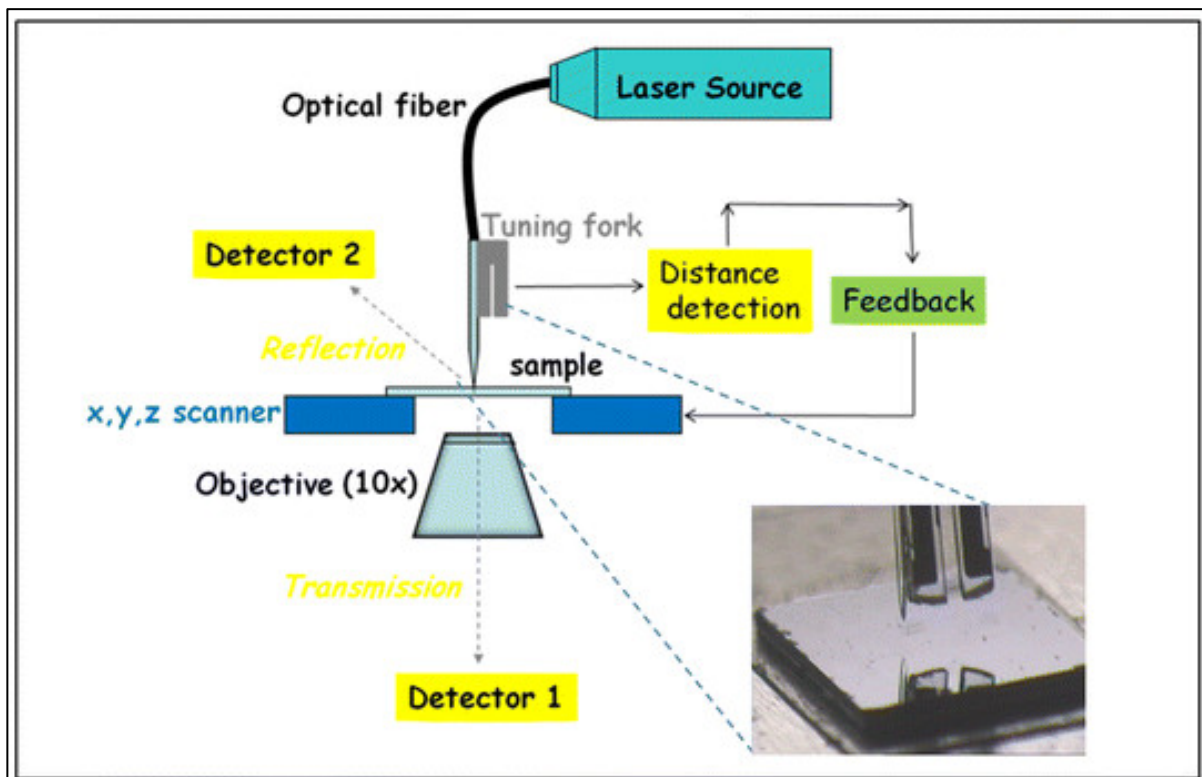 Laser Source
Optical fiber
Tuning fork
Detector 2
Distance
detection
Feedback
Reflection
sample
x,y,z scanner
Objective (10x)
Transmission
Detector 1